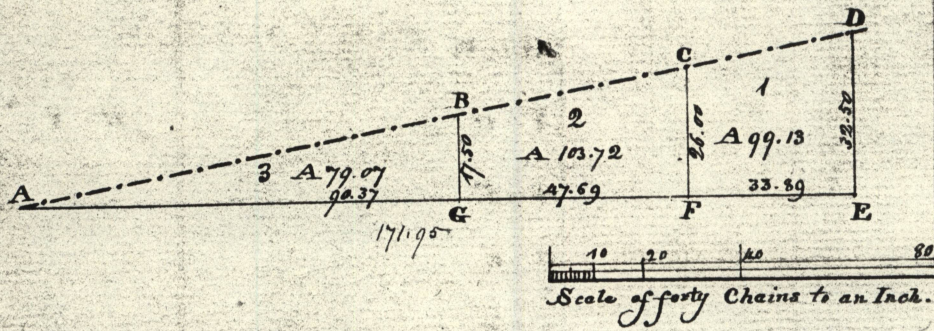 D
C
1
B
2
32.50
26.00
A 99.13
17.50
A 103.72
3 A 79.07
A
90.37
47.69
33.89
G
F
E
171.95
10 20 40 80
Scale of forty Chains to an Inch.